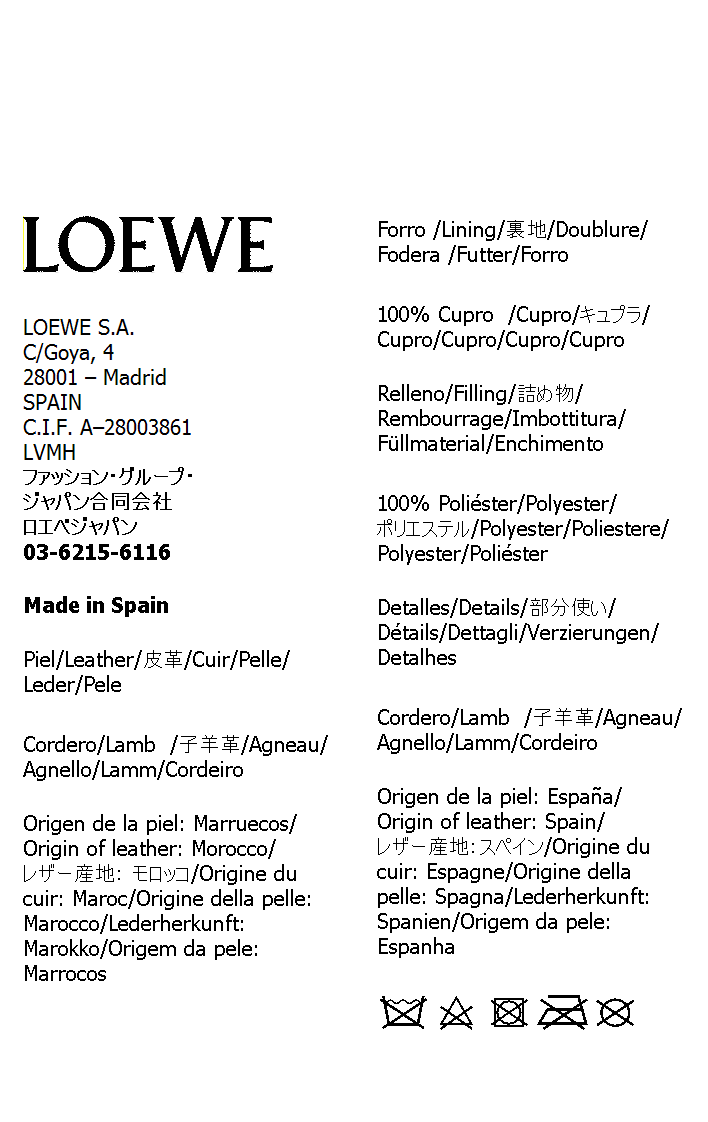 LOEWE
LOEWE S.A.
C/Goya, 4
28001 – Madrid
SPAIN
C.I.F. A–28003861
LVMH
ファッション・グループ・
ジャパン合同会社
ロエベジャパン
03-6215-6116
Made in Spain
Piel/Leather/皮革/Cuir/Pelle/
Leder/Pele
Cordero/Lamb /子羊革/Agneau/
Agnello/Lamm/Cordeiro
Origen de la piel: Marruecos/
Origin of leather: Morocco/
レザー産地: モロッコ/Origine du
cuir: Maroc/Origine della pelle:
Marocco/Lederherkunft:
Marokko/Origem da pele:
Marrocos
Forro /Lining/裏地/Doublure/
Fodera /Futter/Forro
100% Cupro /Cupro/キュプラ/
Cupro/Cupro/Cupro/Cupro
Relleno/Filling/詰め物/
Rembourrage/Imbottitura/
Füllmaterial/Enchimento
100% Poliéster/Polyester/
ポリエステル/Polyester/Poliestere/
Polyester/Poliéster
Detalles/Details/部分使い/
Détails/Dettagli/Verzierungen/
Detalhes
Cordero/Lamb /子羊革/Agneau/
Agnello/Lamm/Cordeiro
Origen de la piel: España/
Origin of leather: Spain/
レザー産地: スペイン/Origine du
cuir: Espagne/Origine della
pelle: Spagna/Lederherkunft:
Spanien/Origem da pele:
Espanha